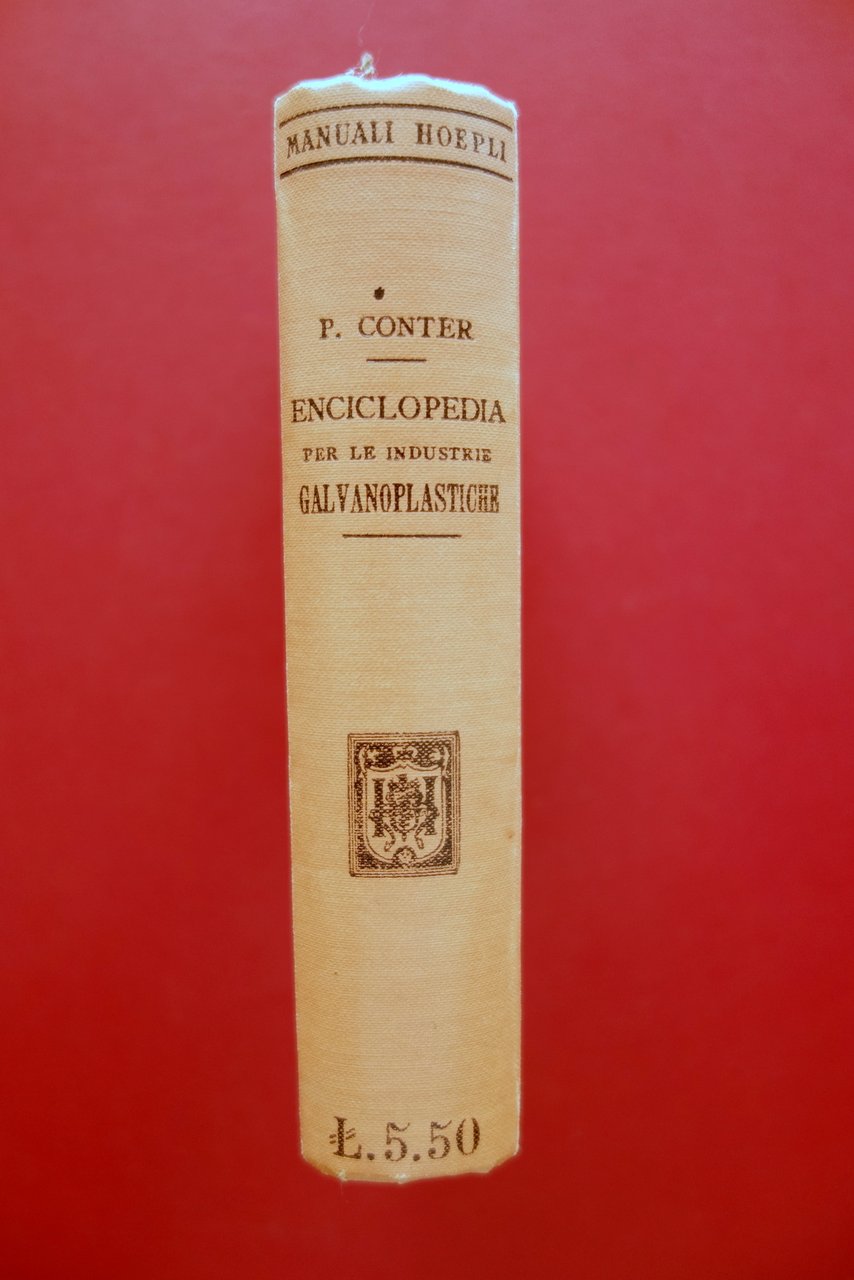 MANUALI HOEPLI
P. CONTER
ENCICLOPEDIA
PER LE INDUSTRIE
GALVANOPLASTICHE
Ł.5.50